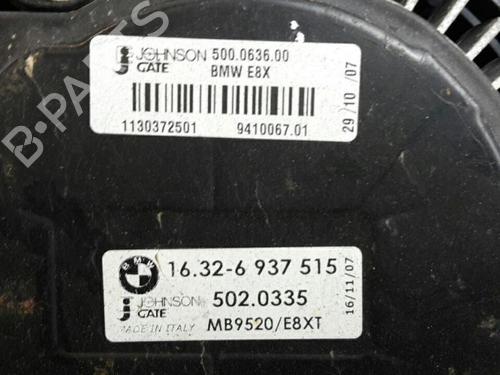 JOHNSON 500.0636.00
GATE BMW E8X
1130372501 9410067.01
29/10/07
BMW 16.32-6 937 515
JOHNSON 502.0335
GATE
MADE IN ITALY MB9520/E8XT
16/11/07
B-PARTS